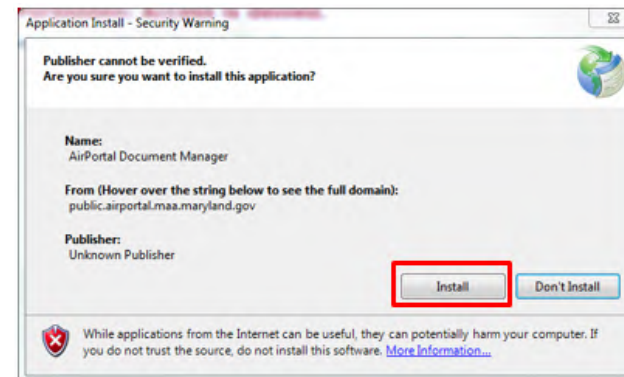 Application Install - Security Warning
Publisher cannot be verified.
Are you sure you want to install this application?
Name:
AirPortal Document Manager
From (Hover over the string below to see the full domain):
public.airportal.maa.maryland.gov
Publisher:
Unknown Publisher
Install
Don't Install
While applications from the Internet can be useful, they can potentially harm your computer. If
you do not trust the source, do not install this software. More Information...